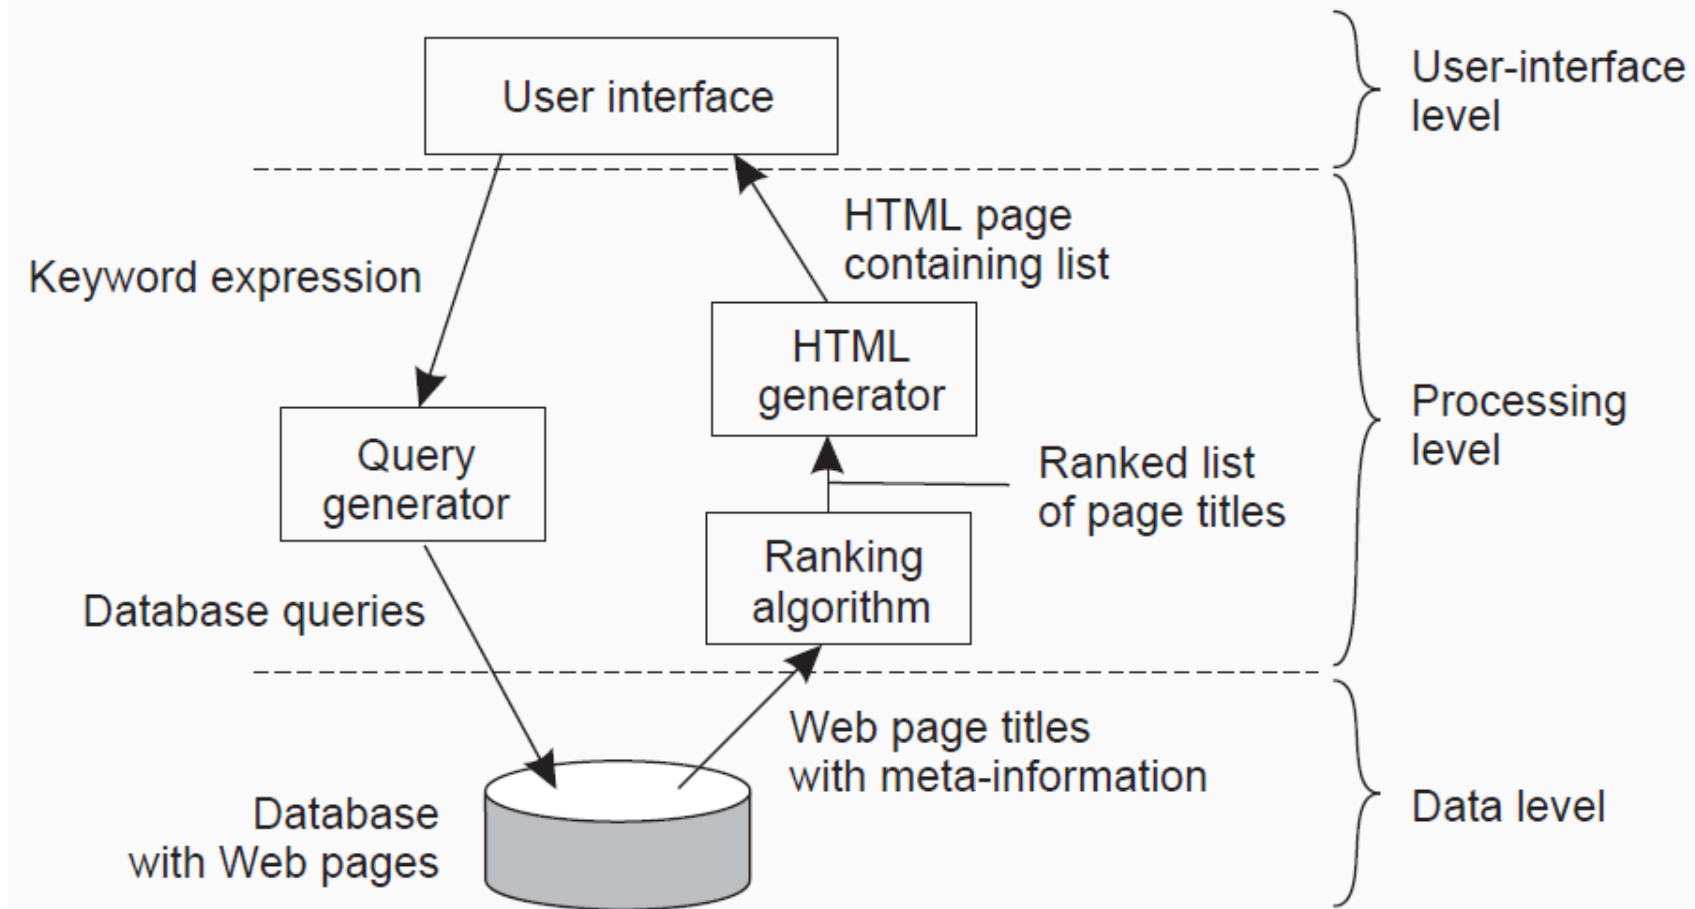 User interface
User-interface
level
HTML page
containing list
Keyword expression
HTML
generator
Processing
level
Query
generator
Ranked list
of page titles
Ranking
algorithm
Database queries
Web page titles
with meta-information
Database
with Web pages
Data level